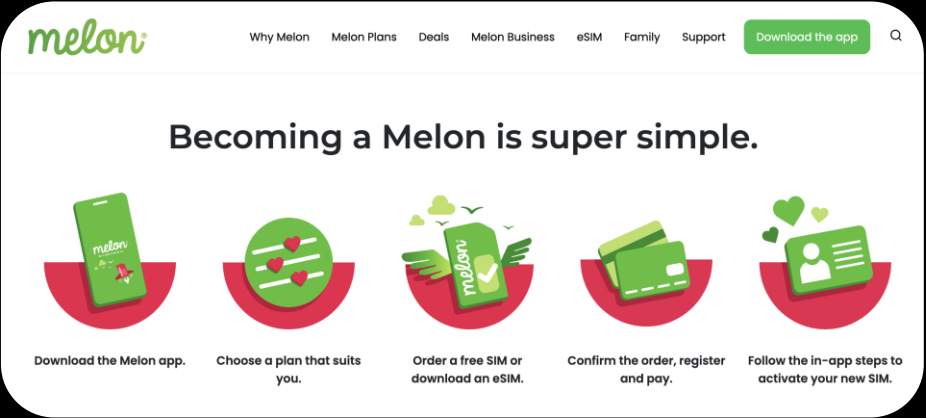 melon®
Why Melon Melon Plans Deals Melon Business eSIM Family Support Download the app
Becoming a Melon is super simple.
melon
melon
Download the Melon app.
Choose a plan that suits
you.
Order a free SIM or
download an eSIM.
Confirm the order, register
and pay.
Follow the in-app steps to
activate your new SIM.